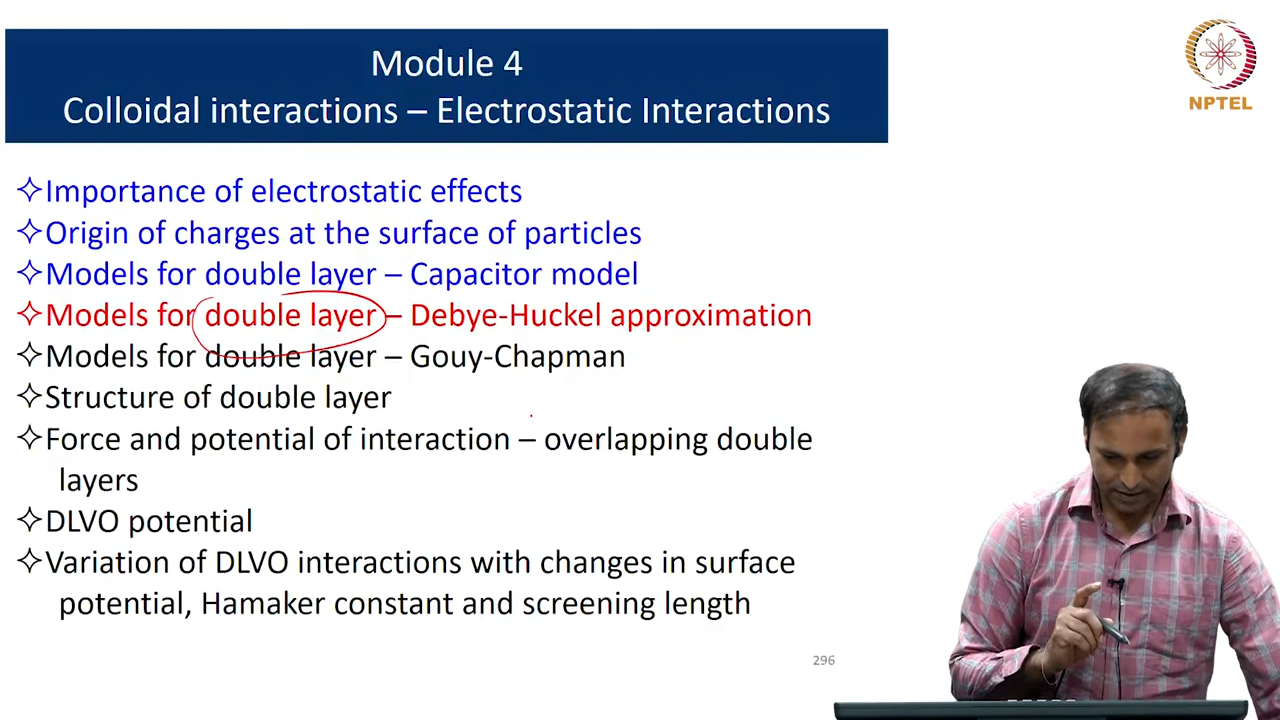 Module 4
Colloidal interactions – Electrostatic Interactions
NPTEL
✧Importance of electrostatic effects
✧Origin of charges at the surface of particles
✧Models for double layer – Capacitor model
✧Models for double layer – Debye-Huckel approximation
✧Models for double layer – Gouy-Chapman
✧Structure of double layer
✧Force and potential of interaction – overlapping double
layers
✧DLVO potential
✧Variation of DLVO interactions with changes in surface
potential, Hamaker constant and screening length
296